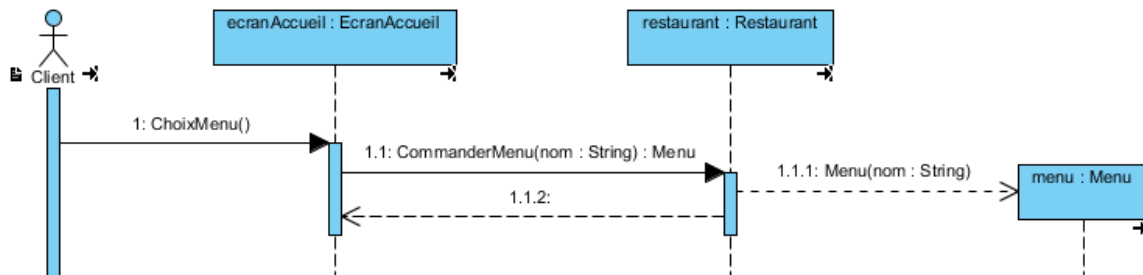 ecranAccueil : EcranAccueil
restaurant : Restaurant
Client
1: ChoixMenu()
1.1: CommanderMenu(nom : String) : Menu
1.1.1: Menu(nom : String)
menu : Menu
1.1.2: